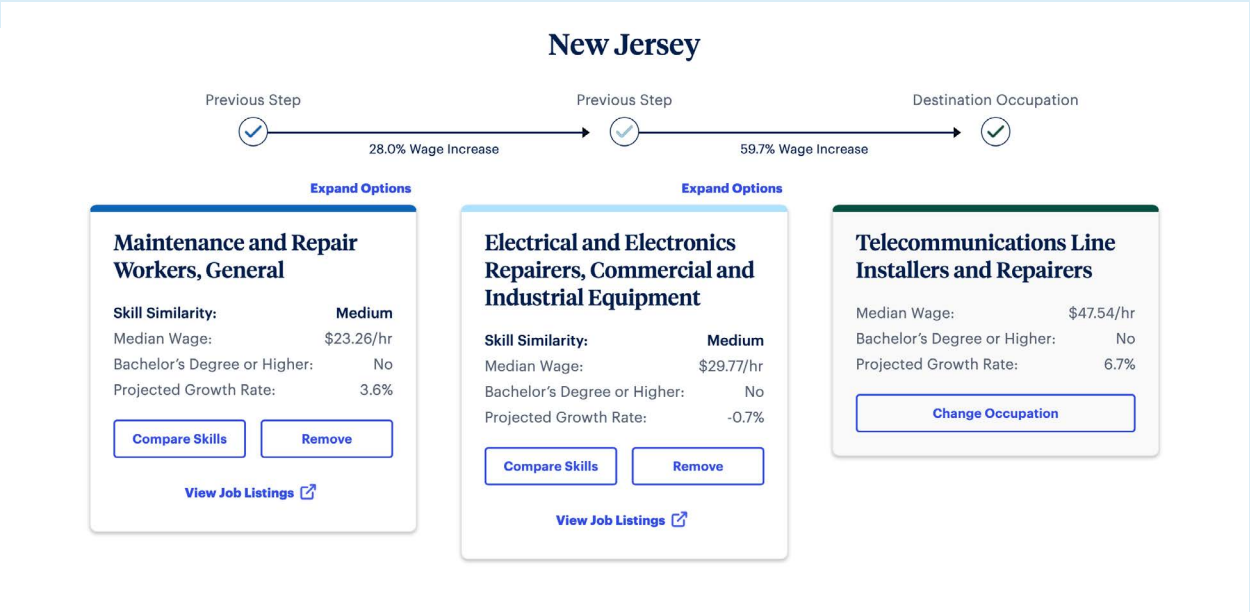 New Jersey
Previous Step
Previous Step
Destination Occupation
28.0% Wage Increase
59.7% Wage Increase
Expand Options
Expand Options
Maintenance and Repair
Workers, General
Skill Similarity: Medium
Median Wage: $23.26/hr
Bachelor’s Degree or Higher: No
Projected Growth Rate: 3.6%
Compare Skills
Remove
View Job Listings
Electrical and Electronics
Repairers, Commercial and
Industrial Equipment
Skill Similarity: Medium
Median Wage: $29.77/hr
Bachelor’s Degree or Higher: No
Projected Growth Rate: -0.7%
Compare Skills
Remove
View Job Listings
Telecommunications Line
Installers and Repairers
Median Wage: $47.54/hr
Bachelor’s Degree or Higher: No
Projected Growth Rate: 6.7%
Change Occupation